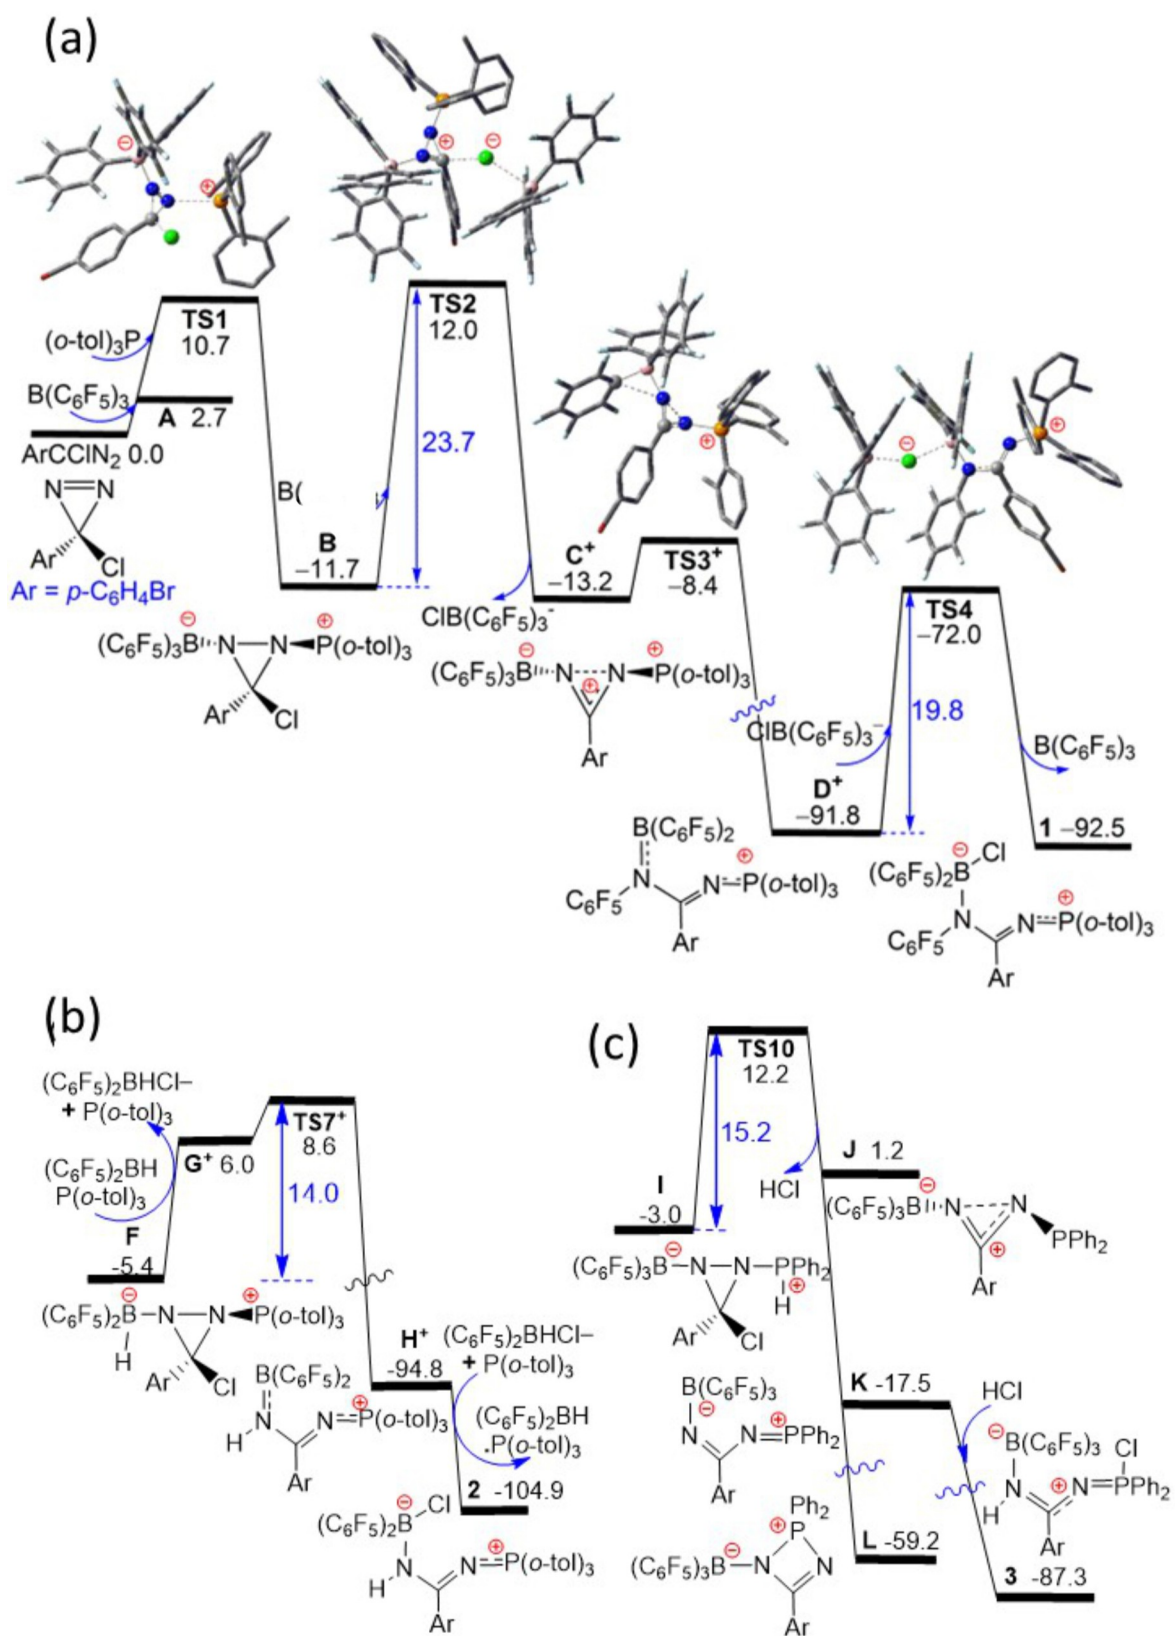 (a)
TS1
10.7
TS2
12.0
(o-tol)3P
B(C6F5)3
A 2.7
ArCClN2 0.0
N=N
Ar
Cl
Ar = p-C6H4Br
B(
B
–11.7
23.7
(C6F5)3B N N P(o-tol)3
Ar Cl
C+
–13.2
ClB(C6F5)3-
TS3+
–8.4
(C6F5)3B N N P(o-tol)3
Ar
ClB(C6F5)3–
D+
–91.8
TS4
–72.0
19.8
B(C6F5)3
1 –92.5
B(C6F5)2
N N P(o-tol)3
C6F5
Ar
Cl
(C6F5)2B
N N P(o-tol)3
C6F5
Ar
(b)
(C6F5)2BHCl–
+ P(o-tol)3
(C6F5)2BH
P(o-tol)3
F
-5.4
G+ 6.0
TS7+
8.6
14.0
(C6F5)2B N N P(o-tol)3
H
Ar Cl
H+
-94.8
B(C6F5)2
N N P(o-tol)3
H
Ar
(C6F5)2BHCl–
+ P(o-tol)3
(C6F5)2BH
.P(o-tol)3
2 -104.9
Cl
(C6F5)2B
N N P(o-tol)3
H
Ar
(c)
TS10
12.2
15.2
I
-3.0
HCl
J 1.2
(C6F5)3B N N PPh2
H
Ar Cl
(C6F5)3B N N
PPh2
Ar
B(C6F5)3
N N PPh2
Ar
K -17.5
HCl
B(C6F5)3
Cl
N N PPh2
H
Ar
Ph2
P
(C6F5)3B N N
Ar
L -59.2
3 -87.3